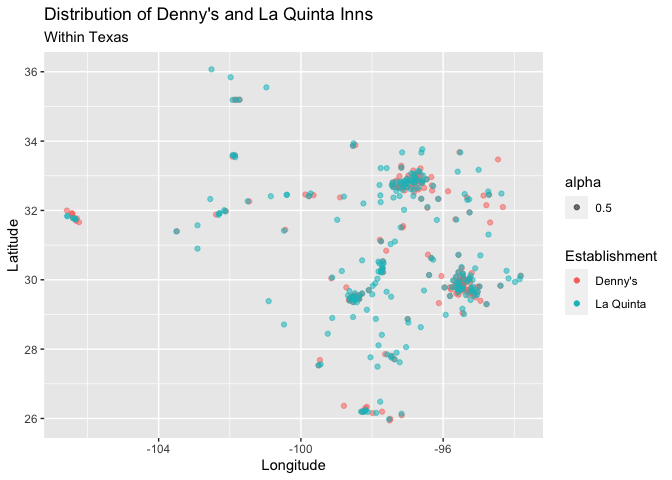 Distribution of Denny's and La Quinta Inns
Within Texas
36
34
32
30
28
26
Latitude
-104
-100
-96
Longitude
alpha
0.5
Establishment
Denny's
La Quinta